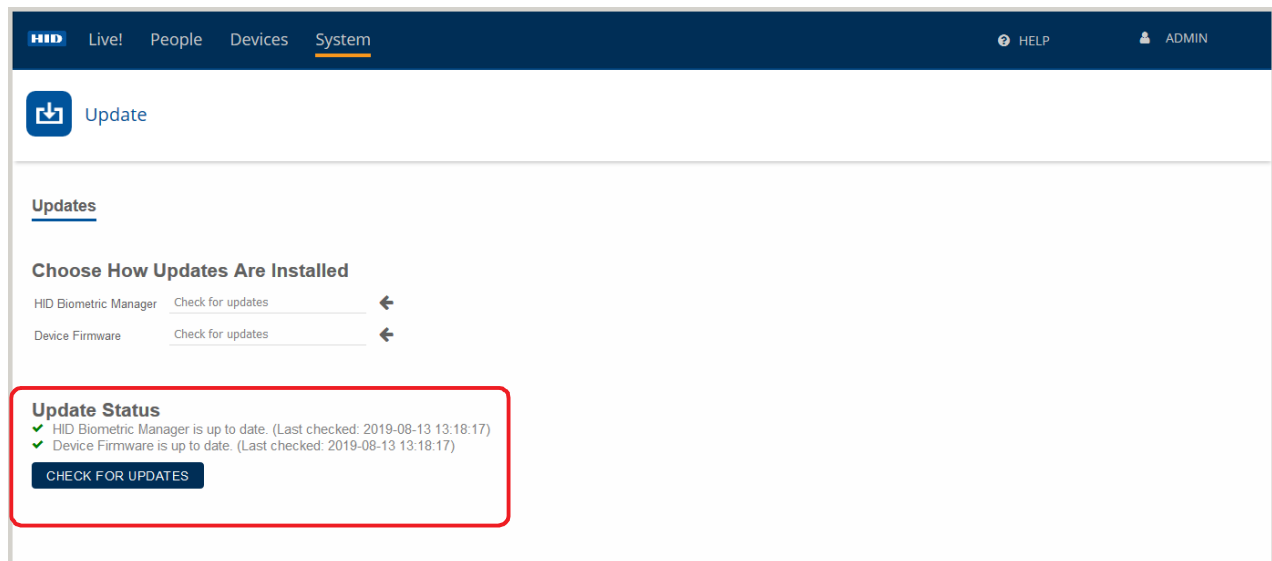 HID Live! People Devices System HELP ADMIN
Update
Updates
Choose How Updates Are Installed
HID Biometric Manager Check for updates
Device Firmware Check for updates
Update Status
HID Biometric Manager is up to date. (Last checked: 2019-08-13 13:18:17)
Device Firmware is up to date. (Last checked: 2019-08-13 13:18:17)
CHECK FOR UPDATES